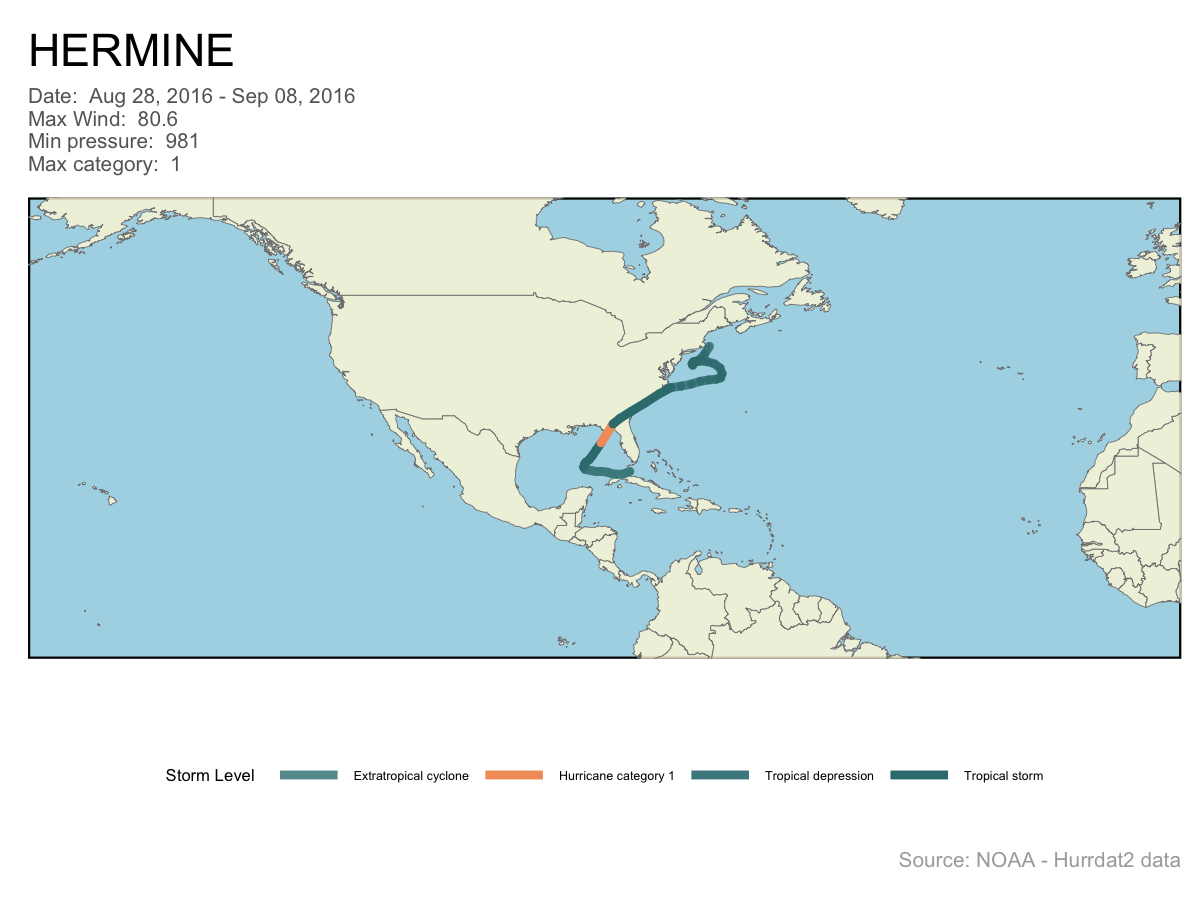 HERMINE
Date:  Aug 28, 2016 - Sep 08, 2016
Max Wind:  80.6
Min pressure:  981
Max category:  1
Storm Level Extratropical cyclone Hurricane category 1 Tropical depression Tropical storm
Source: NOAA - Hurrdat2 data